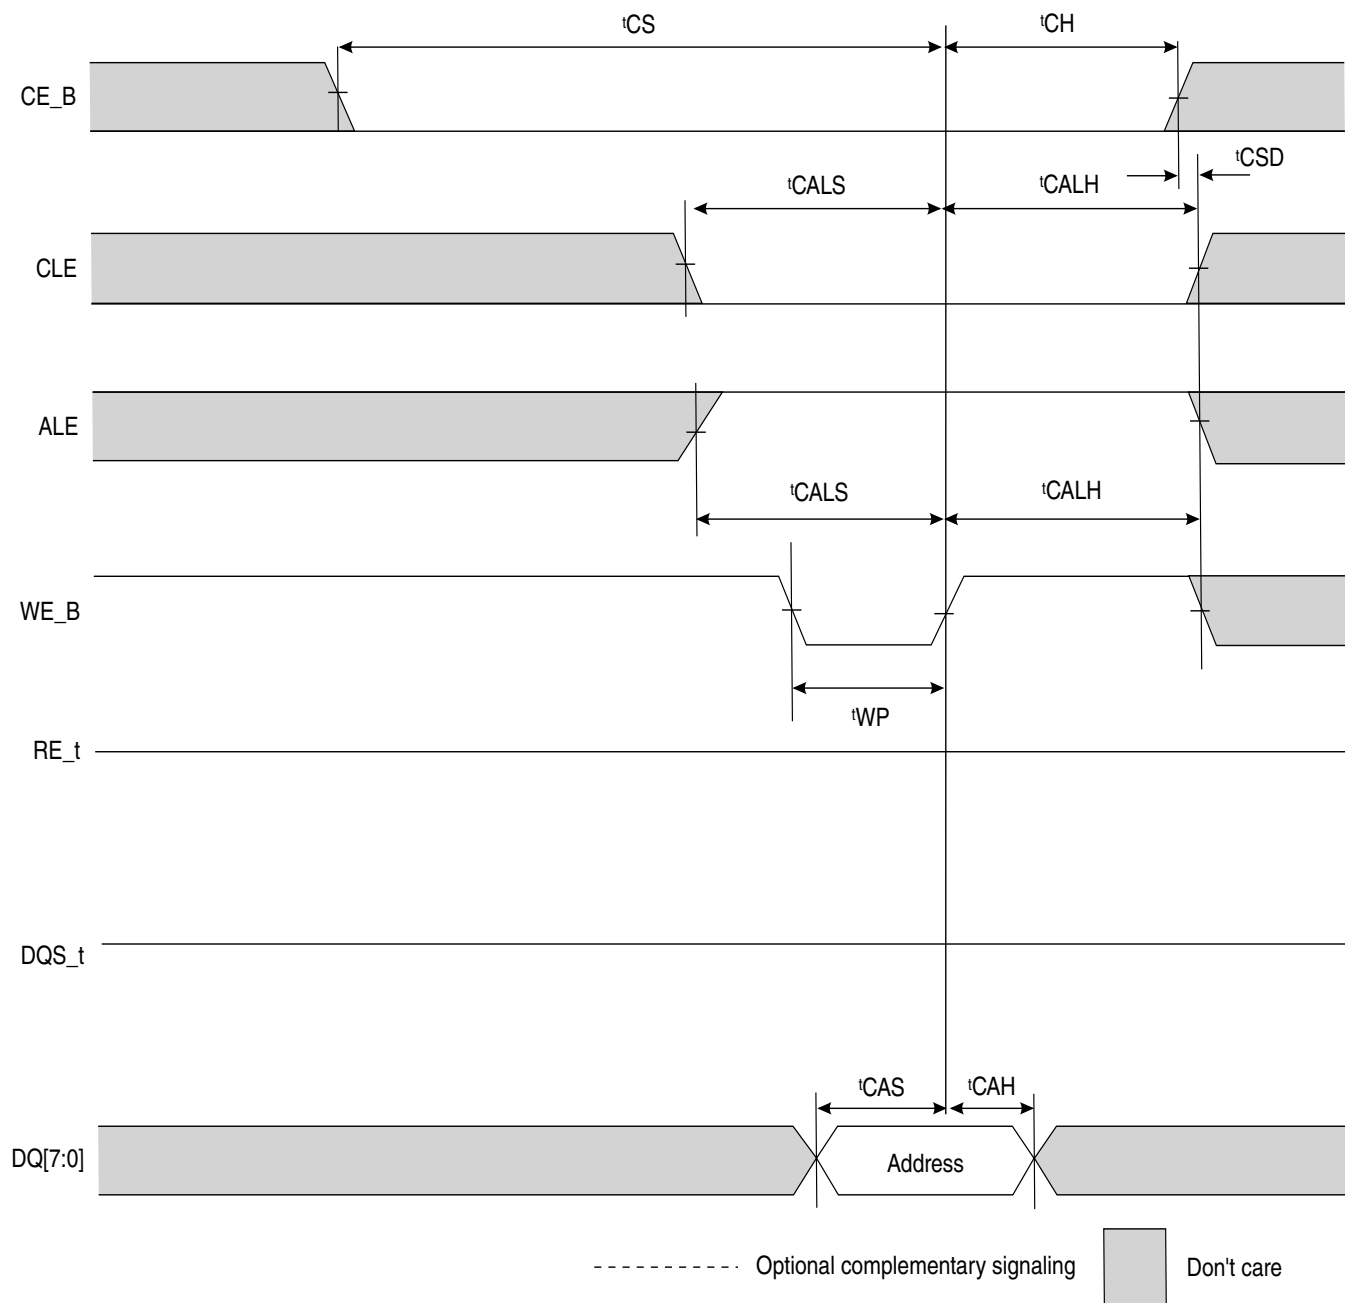 tCS tCH
CE_B
tCSD
tCALS tCALH
CLE
ALE
tCALS tCALH
WE_B
tWP
RE_t
DQS_t
tCAS tCAH
DQ[7:0] Address
Optional complementary signaling Don't care